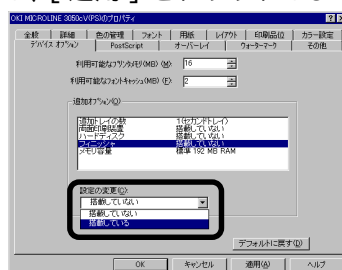 OKI MICROLINE 3050cV(PS)のプロパティ
全般 詳細 色の管理 フォント 用紙 レイアウト 印刷品位 カラー設定
デバイス オプション PostScript オーバーレイ ウォーターマーク その他
利用可能なプリンタメモリ(MB) (M): 16
利用可能なフォントキャッシュ(MB) (F): 2
追加オプション(O)
追加トレイの数 1(セカンドトレイ)
両面印刷装置 搭載していない
ハードディスク 搭載していない
フィニッシャ 搭載していない
メモリ容量 標準 192 MB RAM
設定の変更(C):
搭載していない
搭載していない
搭載している
デフォルトに戻す(D)
OK キャンセル 適用(A) ヘルプ